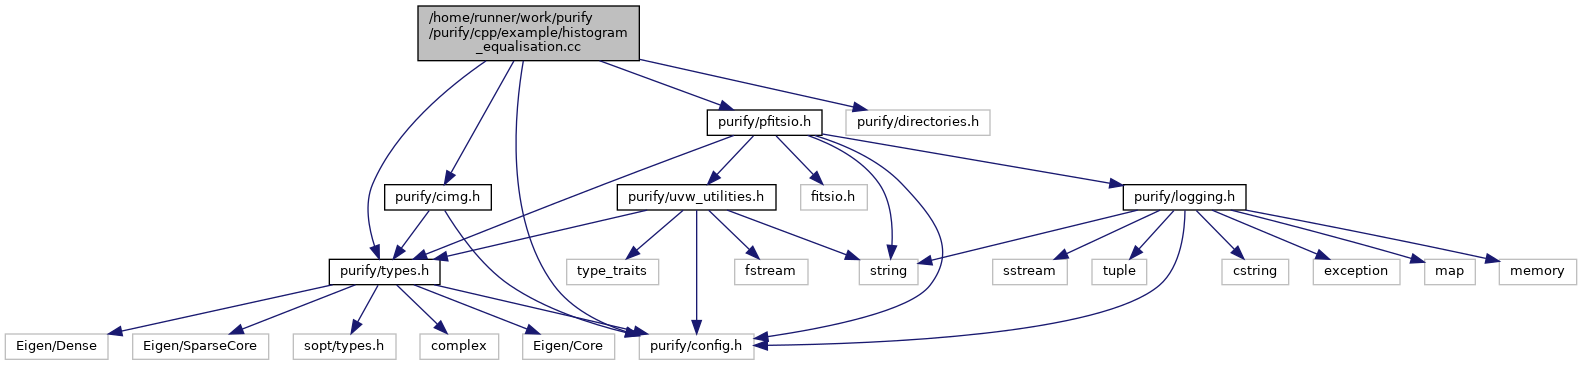 /home/runner/work/purify
/purify/cpp/example/histogram
_equalisation.cc
purify/pfitsio.h
purify/directories.h
purify/cimg.h
purify/uvw_utilities.h
fitsio.h
purify/logging.h
purify/types.h
type_traits
fstream
string
sstream
tuple
cstring
exception
map
memory
Eigen/Dense
Eigen/SparseCore
sopt/types.h
complex
Eigen/Core
purify/config.h